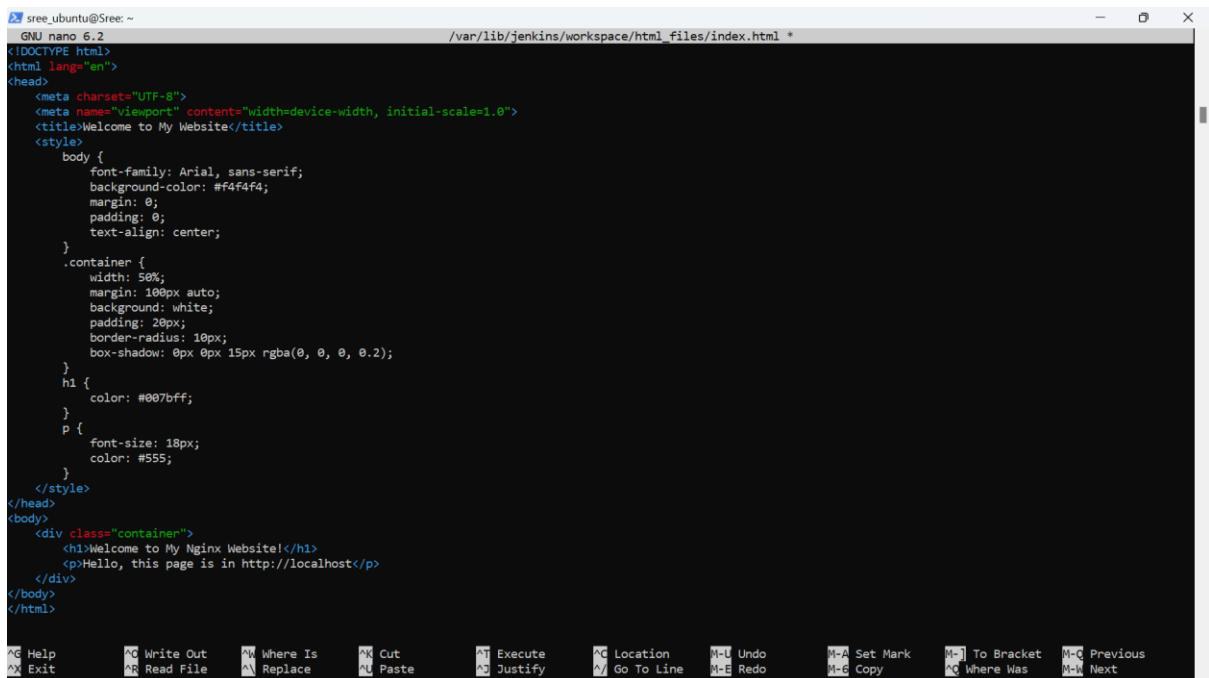 sree_ubuntu@Sree: ~
GNU nano 6.2 /var/lib/jenkins/workspace/html_files/index.html *
<!DOCTYPE html>
<html lang="en">
<head>
    <meta charset="UTF-8">
    <meta name="viewport" content="width=device-width, initial-scale=1.0">
    <title>Welcome to My Website</title>
    <style>
        body {
            font-family: Arial, sans-serif;
            background-color: #f4f4f4;
            margin: 0;
            padding: 0;
            text-align: center;
        }
        .container {
            width: 50%;
            margin: 100px auto;
            background: white;
            padding: 20px;
            border-radius: 10px;
            box-shadow: 0px 0px 15px rgba(0, 0, 0, 0.2);
        }
        h1 {
            color: #007bff;
        }
        p {
            font-size: 18px;
            color: #555;
        }
    </style>
</head>
<body>
    <div class="container">
        <h1>Welcome to My Nginx Website!</h1>
        <p>Hello, this page is in http://localhost</p>
    </div>
</body>
</html>
^G Help ^O Write Out ^W Where Is ^K Cut ^T Execute ^C Location M-U Undo M-A Set Mark M-] To Bracket M-Q Previous
^X Exit ^R Read File ^\ Replace ^U Paste ^J Justify ^/ Go To Line M-E Redo M-6 Copy ^Q Where Was M-W Next